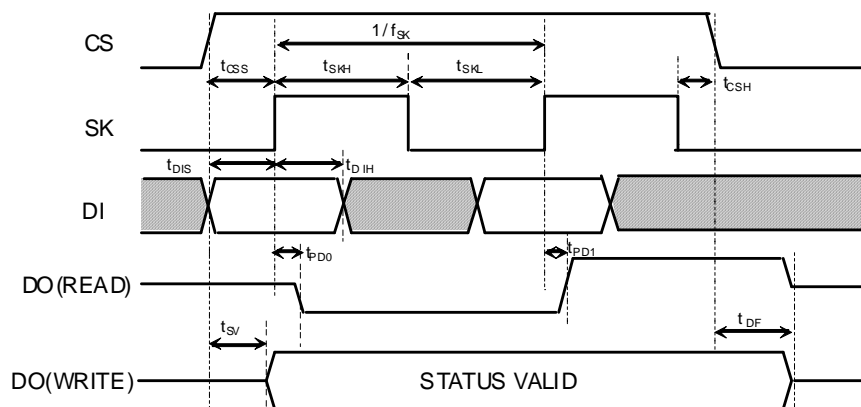 1/fSK
CS
tCSS tSKH tSKL
tCSH
SK
tDIS tDIH
DI
tPD0 tPD1
DO(READ)
tSV tDF
DO(WRITE) STATUS VALID